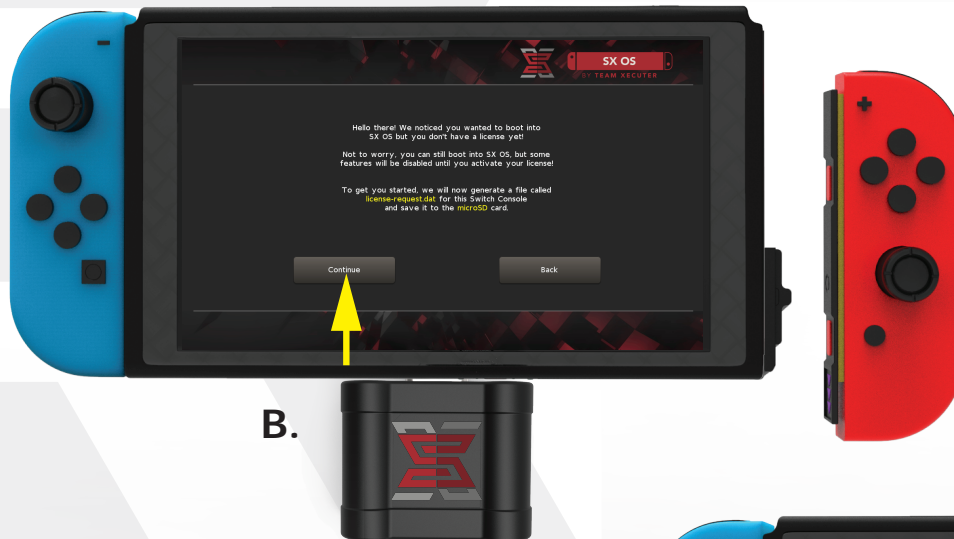 SX OS
BY TEAM XECUTER
Hello there! We noticed you wanted to boot into
SX OS but you don't have a license yet!
Not to worry, you can still boot into SX OS, but some
features will be disabled until you activate your license!
To get you started, we will now generate a file called
license-request.dat for this Switch Console
and save it to the microSD card.
Continue
Back
B.